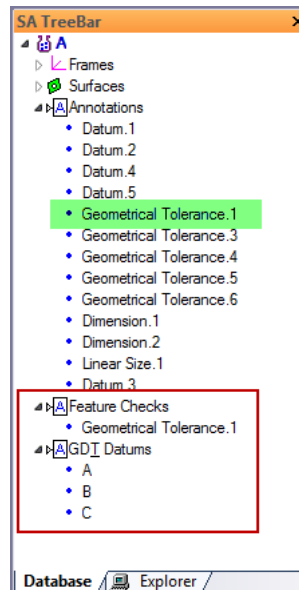 SA TreeBar
A
Frames
Surfaces
A Annotations
Datum.1
Datum.2
Datum.4
Datum.5
Geometrical Tolerance.1
Geometrical Tolerance.3
Geometrical Tolerance.4
Geometrical Tolerance.5
Geometrical Tolerance.6
Dimension.1
Dimension.2
Linear Size.1
Datum.3
A Feature Checks
Geometrical Tolerance.1
A GDT Datums
A
B
C
Database Explorer